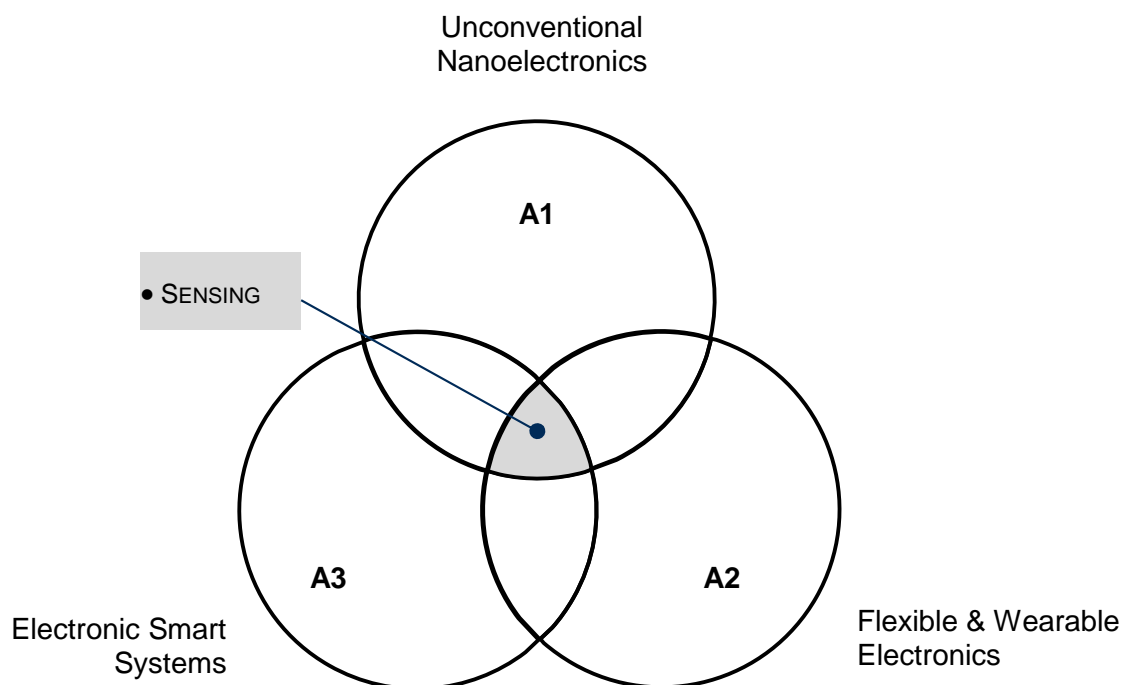 Unconventional
Nanoelectronics
A1
• SENSING
A3
A2
Electronic Smart
Systems
Flexible & Wearable
Electronics